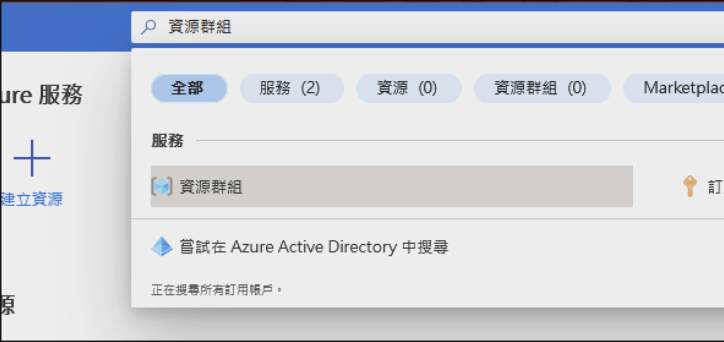 資源群組
ure 服務
全部 服務 (2) 資源 (0) 資源群組 (0) Marketplac
服務
建立資源
資源群組 訂
嘗試在 Azure Active Directory 中搜尋
正在搜尋所有訂用帳戶。
源